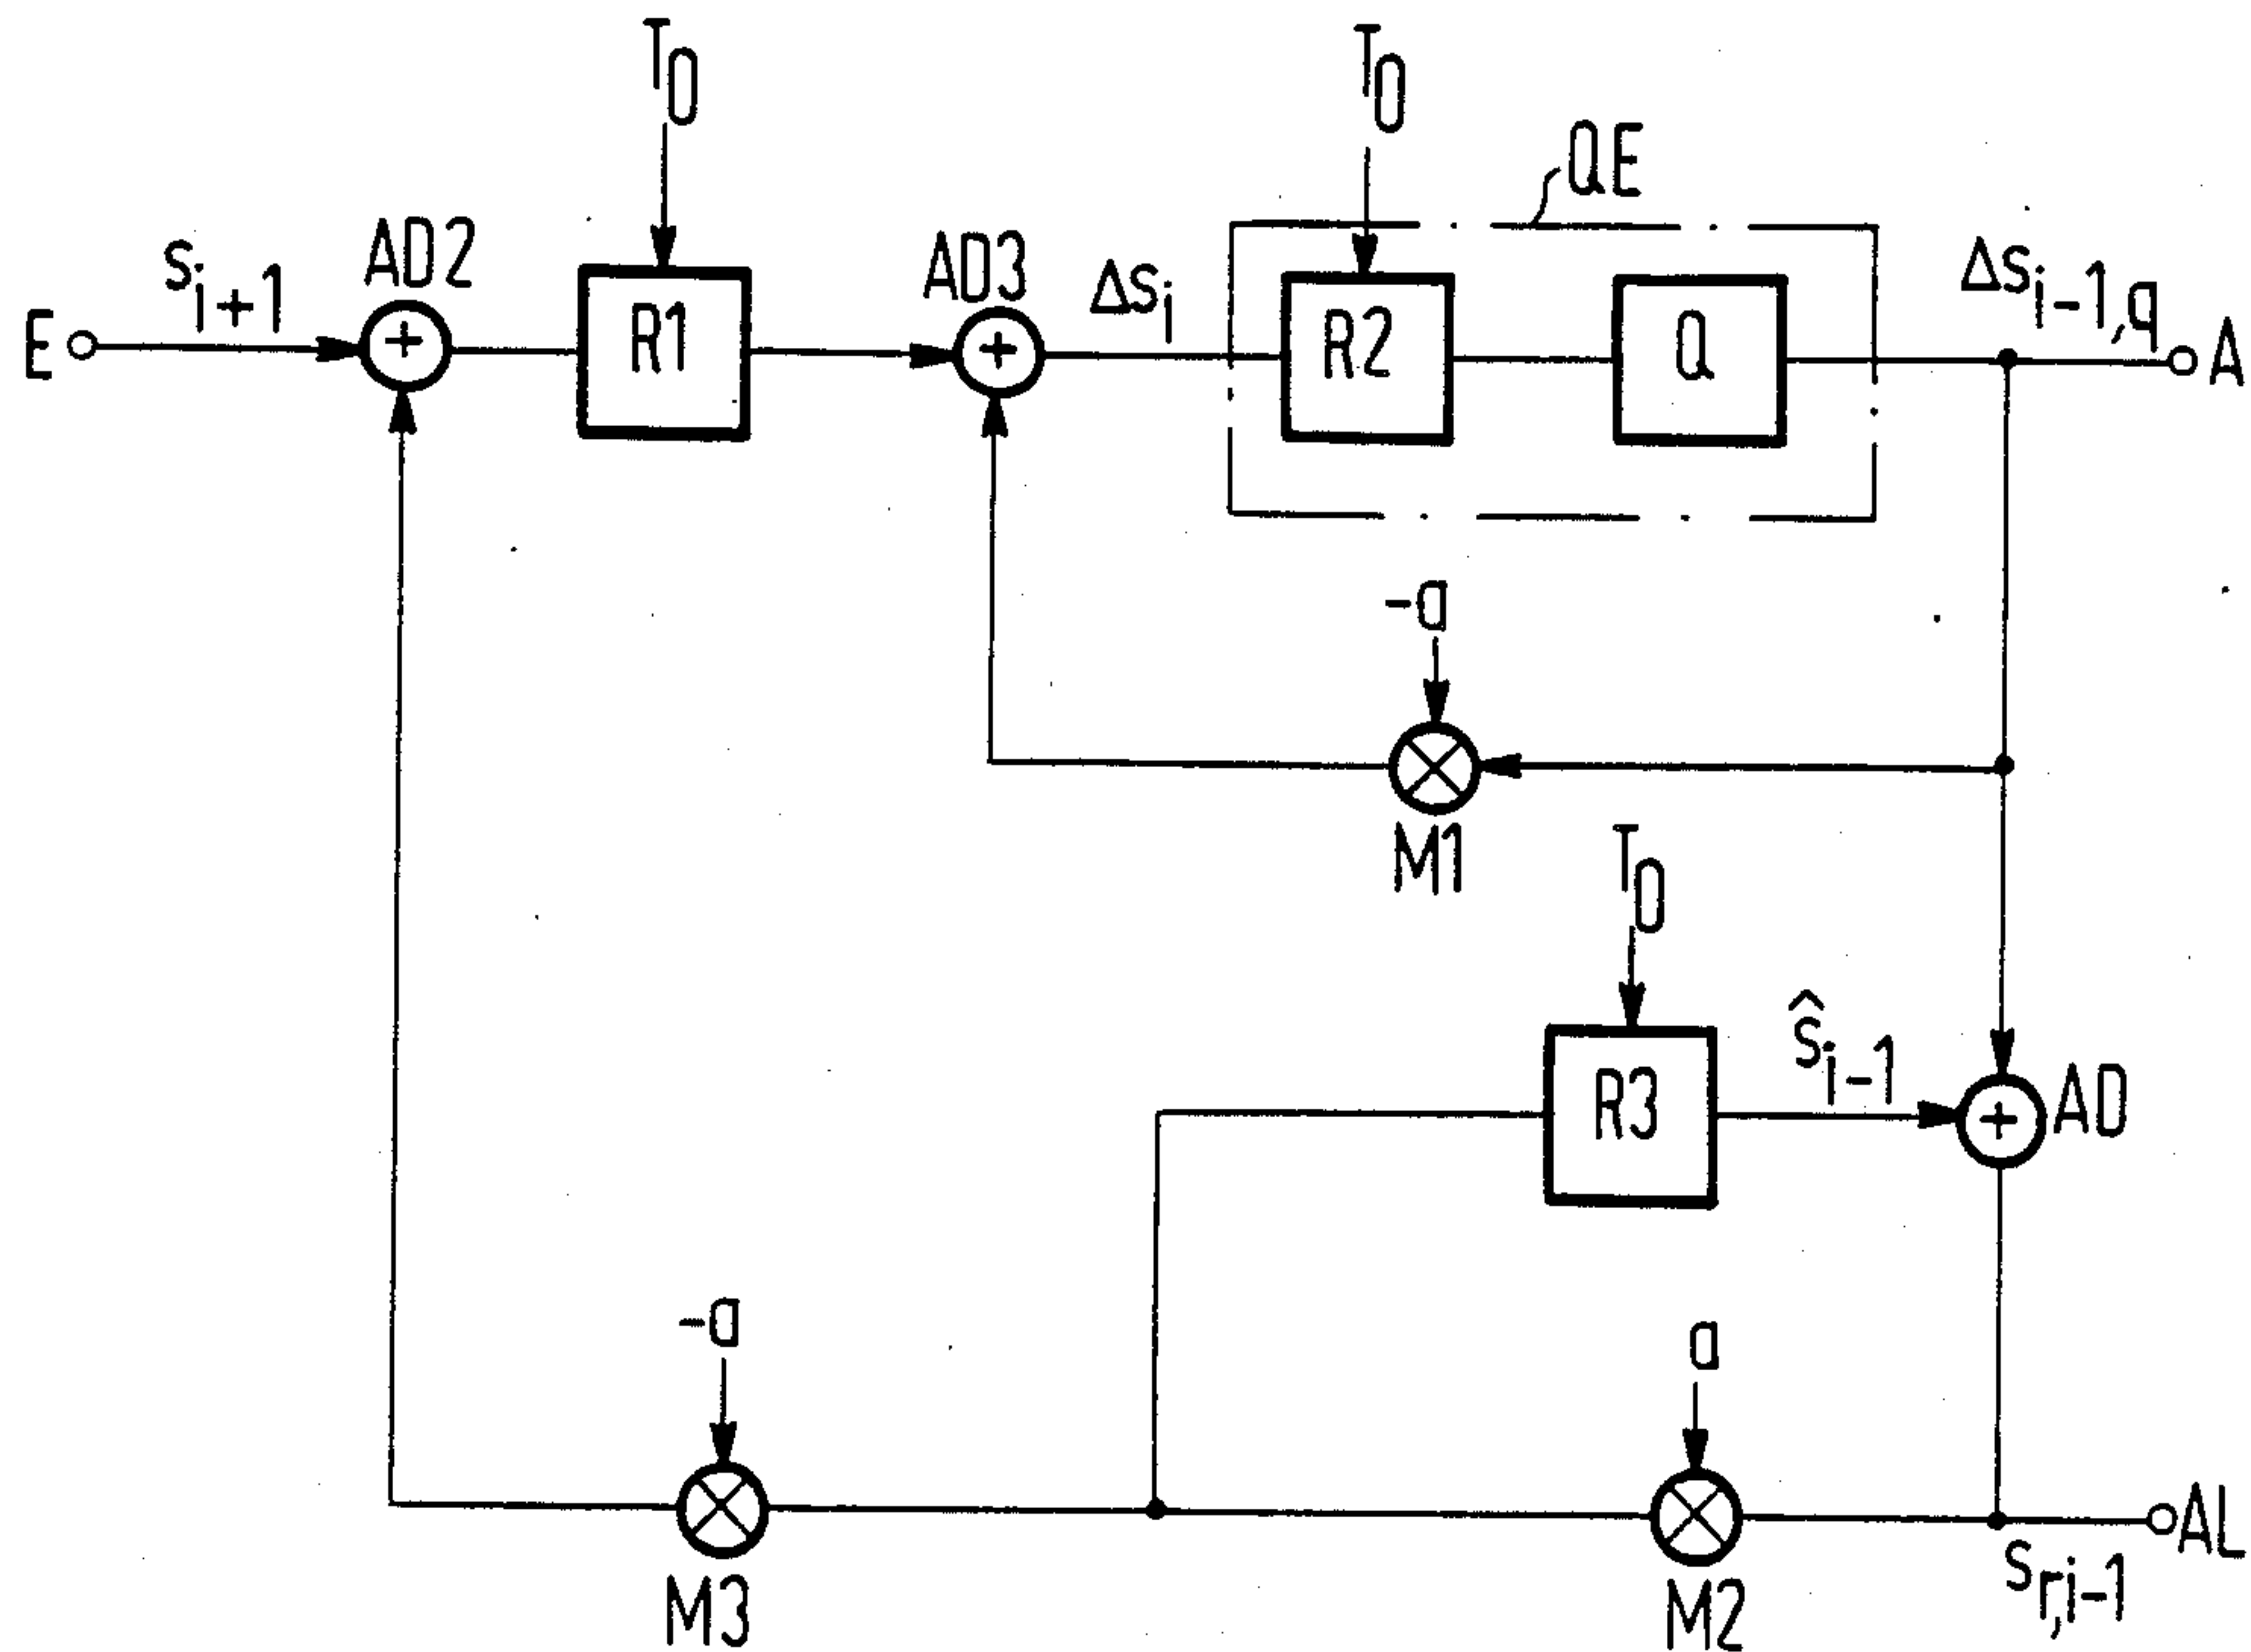 T₀
T₀
QE
E
sᵢ₊₁
AD2
R1
AD3
Δsᵢ
R2
Q
Δsᵢ₋₁,q
A
-a
M1
T₀
R3
ŝᵢ₋₁
AD
-a
a
M3
M2
AL
s_{r,i-1}